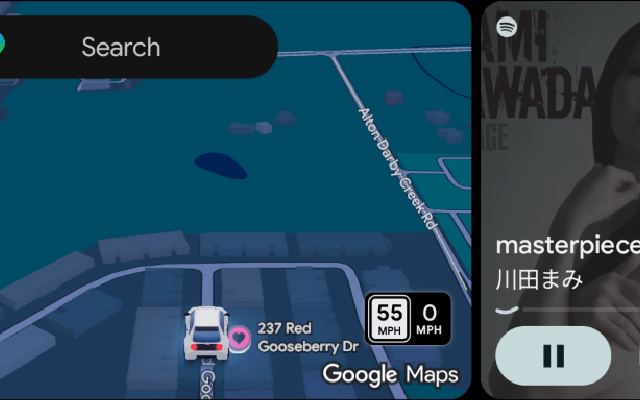 Search
Alton Darby Creek Rd
237 Red
Gooseberry Dr
55
MPH
0
MPH
Google Maps
masterpiece
川田まみ